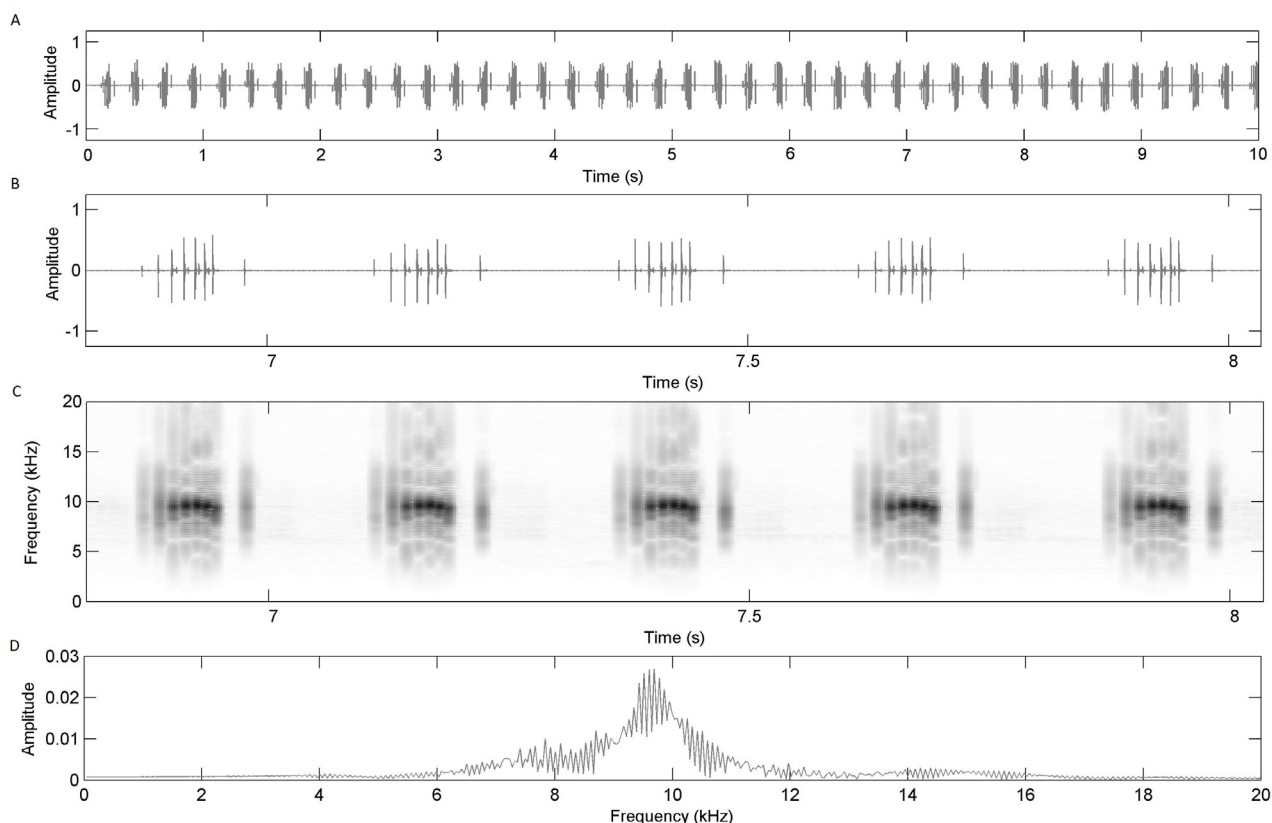 A
Amplitude
1
0
-1
0 1 2 3 4 5 6 7 8 9 10
Time (s)
B
Amplitude
1
0
-1
7 7.5 8
Time (s)
C
Frequency (kHz)
20
15
10
5
0
7 7.5 8
Time (s)
D
Amplitude
0.03
0.02
0.01
0
0 2 4 6 8 10 12 14 16 18 20
Frequency (kHz)